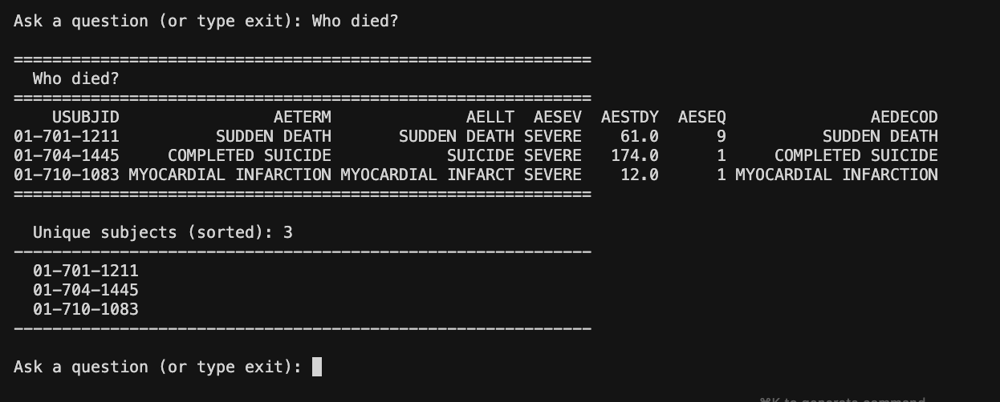 Ask a question (or type exit): Who died?
============================================================
Who died?
============================================================
USUBJID AETERM AELLT AESEV AESTDY AESEQ AEDECOD
01-701-1211 SUDDEN DEATH SUDDEN DEATH SEVERE 61.0 9 SUDDEN DEATH
01-704-1445 COMPLETED SUICIDE SUICIDE SEVERE 174.0 1 COMPLETED SUICIDE
01-710-1083 MYOCARDIAL INFARCTION MYOCARDIAL INFARCT SEVERE 12.0 1 MYOCARDIAL INFARCTION
============================================================
Unique subjects (sorted): 3
------------------------------------------------------------
01-701-1211
01-704-1445
01-710-1083
------------------------------------------------------------
Ask a question (or type exit):
⌘K to generate command